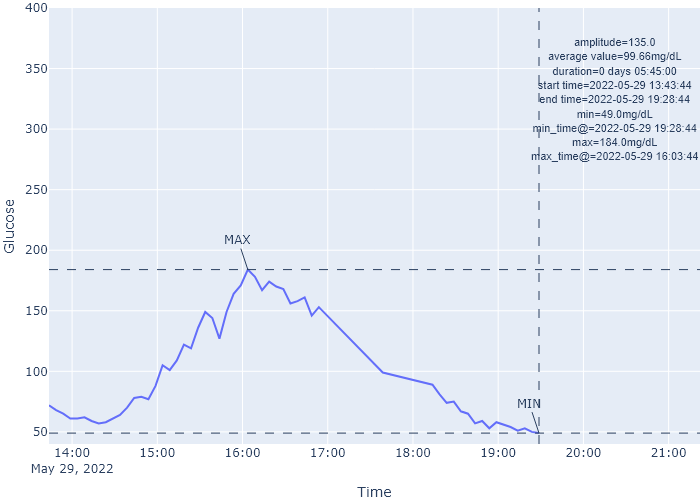 400
350
300
250
200
150
100
50
Glucose
amplitude=135.0
average value=99.66mg/dL
duration=0 days 05:45:00
start time=2022-05-29 13:43:44
end time=2022-05-29 19:28:44
min=49.0mg/dL
min_time@=2022-05-29 19:28:44
max=184.0mg/dL
max_time@=2022-05-29 16:03:44
MAX
MIN
14:00 15:00 16:00 17:00 18:00 19:00 20:00 21:00
May 29, 2022
Time